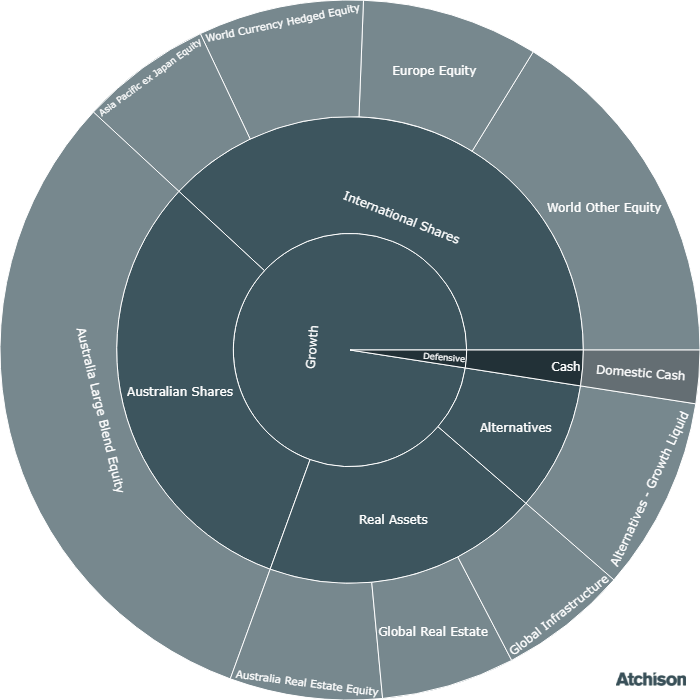 World Currency Hedged Equity
Asia Pacific ex Japan Equity
Europe Equity
World Other Equity
International Shares
Growth
Defensive
Cash
Domestic Cash
Australia Large Blend Equity
Australian Shares
Alternatives
Alternatives - Growth Liquid
Real Assets
Global Infrastructure
Global Real Estate
Australia Real Estate Equity
Atchison